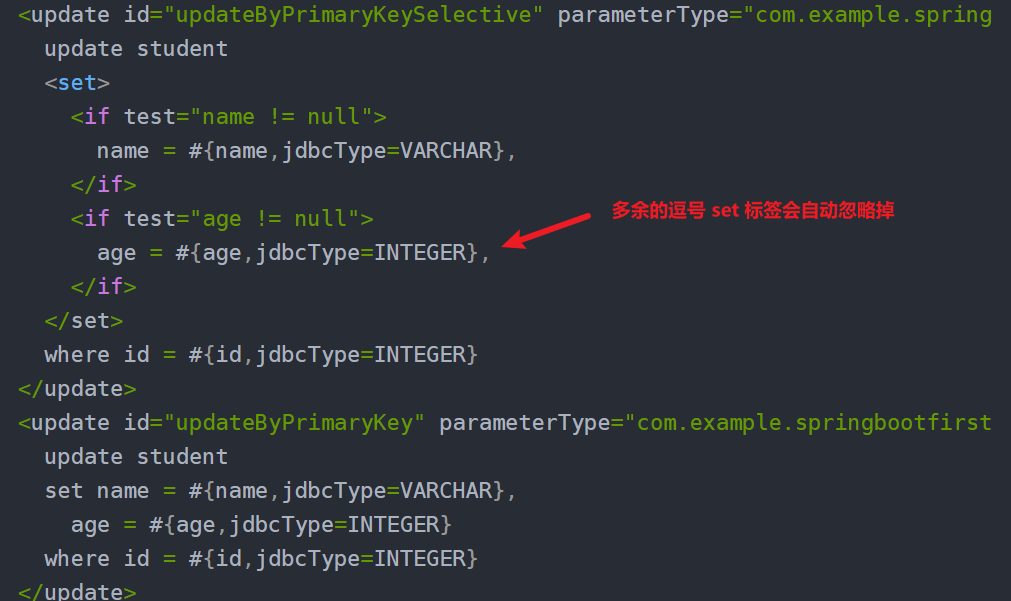 <update id="updateByPrimaryKeySelective" parameterType="com.example.spring
update student
<set>
<if test="name != null">
name = #{name,jdbcType=VARCHAR},
</if>
<if test="age != null">
多余的逗号 set 标签会自动忽略掉
age = #{age,jdbcType=INTEGER},
</if>
</set>
where id = #{id,jdbcType=INTEGER}
</update>
<update id="updateByPrimaryKey" parameterType="com.example.springbootfirst
update student
set name = #{name,jdbcType=VARCHAR},
age = #{age,jdbcType=INTEGER}
where id = #{id,jdbcType=INTEGER}
</update>